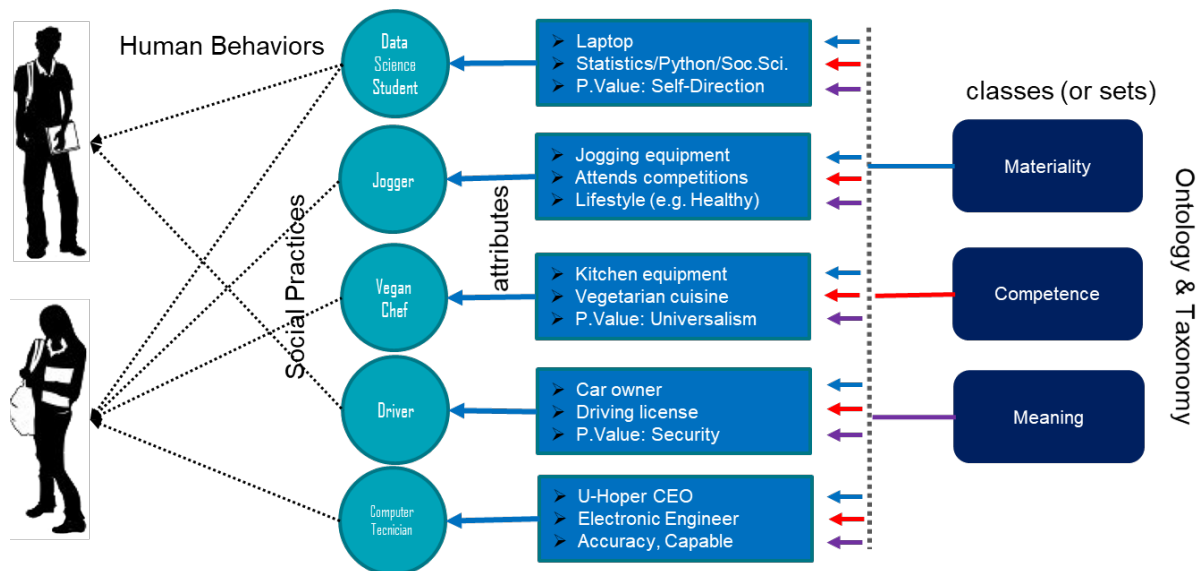 Human Behaviors
Data
Science
Student
Jogger
Vegan
Chef
Driver
Computer
Tecnician
Social Practices
attributes
Laptop
Statistics/Python/Soc.Sci.
P.Value: Self-Direction
Jogging equipment
Attends competitions
Lifestyle (e.g. Healthy)
Kitchen equipment
Vegetarian cuisine
P.Value: Universalism
Car owner
Driving license
P.Value: Security
U-Hoper CEO
Electronic Engineer
Accuracy, Capable
classes (or sets)
Materiality
Competence
Meaning
Ontology & Taxonomy